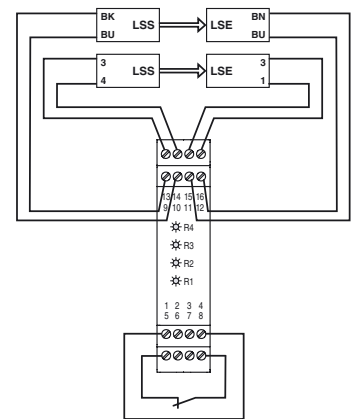 BK LSS LSE BN
BU BU
3 LSS LSE 3
4 1
13 14 15 16
9 10 11 12
R4
R3
R2
R1
1 2 3 4
5 6 7 8